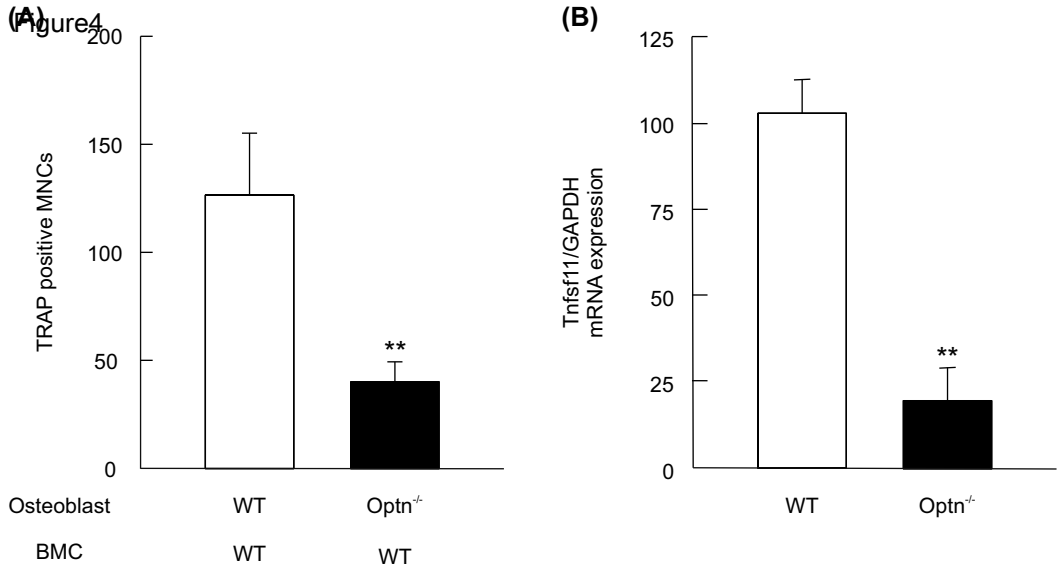 (A)
Figure4
200
150
100
50
0
TRAP positive MNCs
**
Osteoblast WT Optn-/-
BMC WT WT
(B)
125
100
75
50
25
0
Tnfsf11/GAPDH
mRNA expression
**
WT Optn-/-